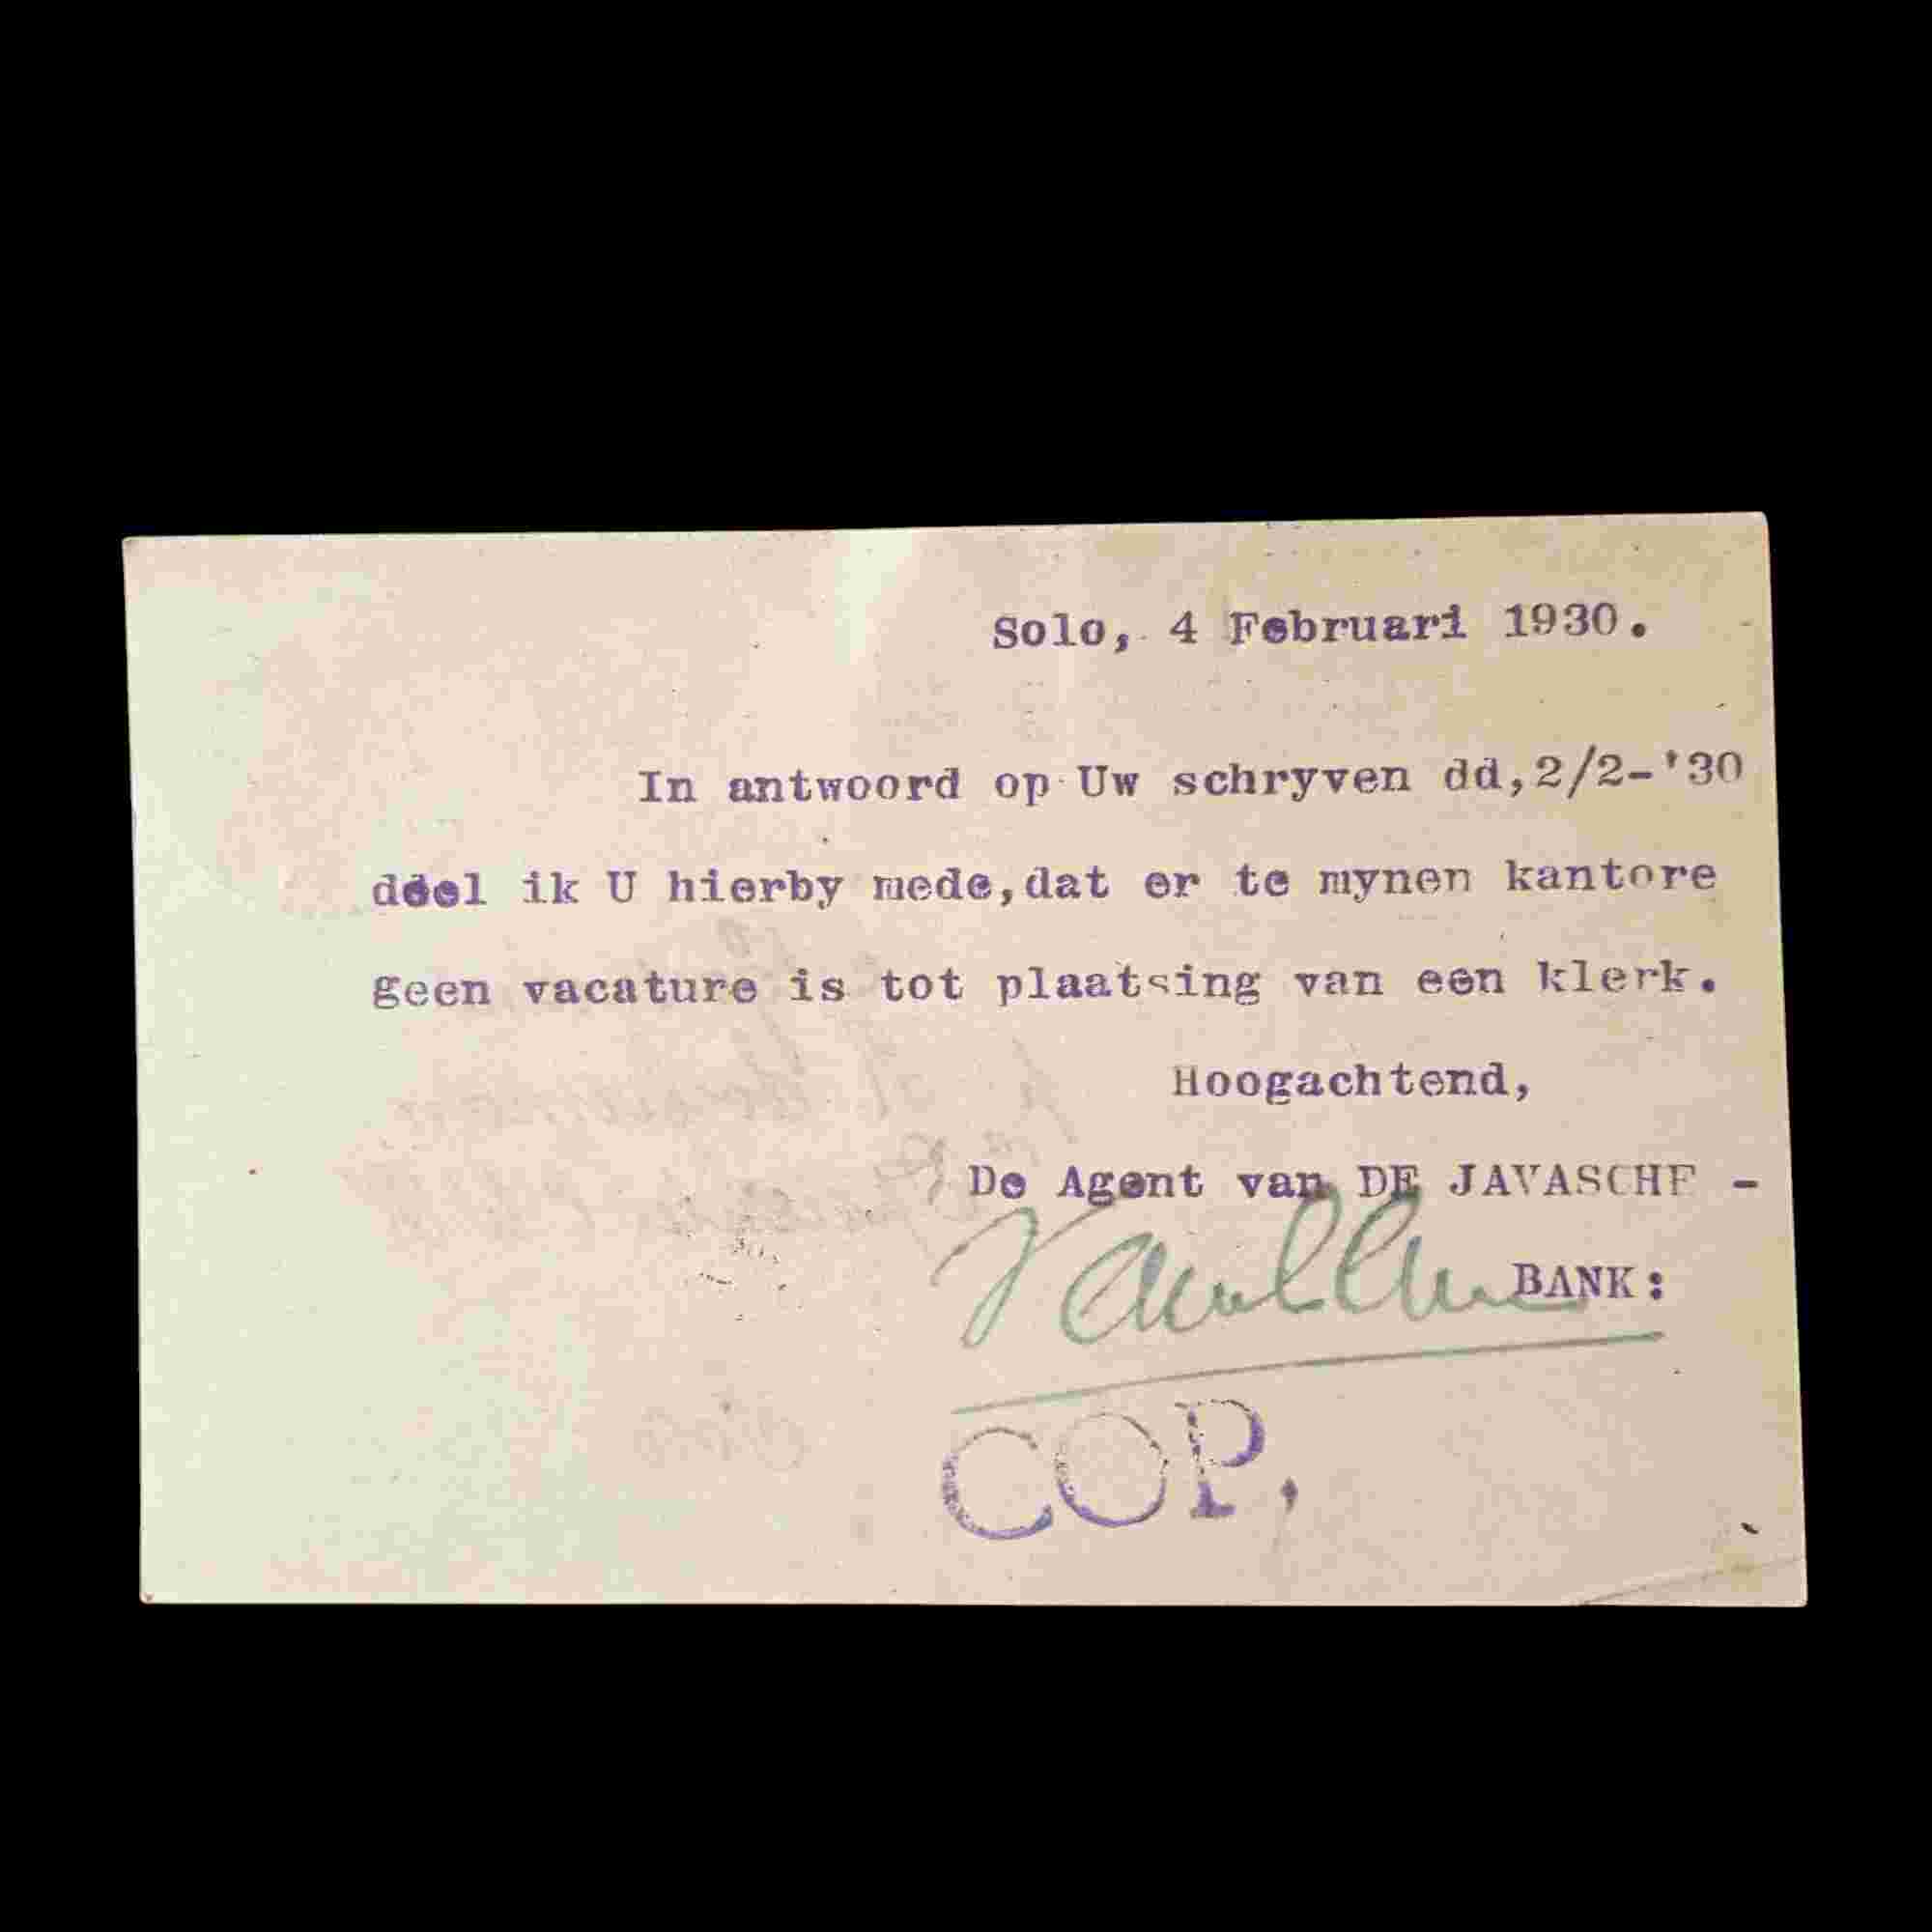 Solo, 4 Februari 1930.
In antwoord op Uw schryven dd,2/2-'30
deel ik U hierby mede,dat er te mynen kantore
geen vacature is tot plaatsing van een klerk.
Hoogachtend,
De Agent van DE JAVASCHE -
BANK:
COP.